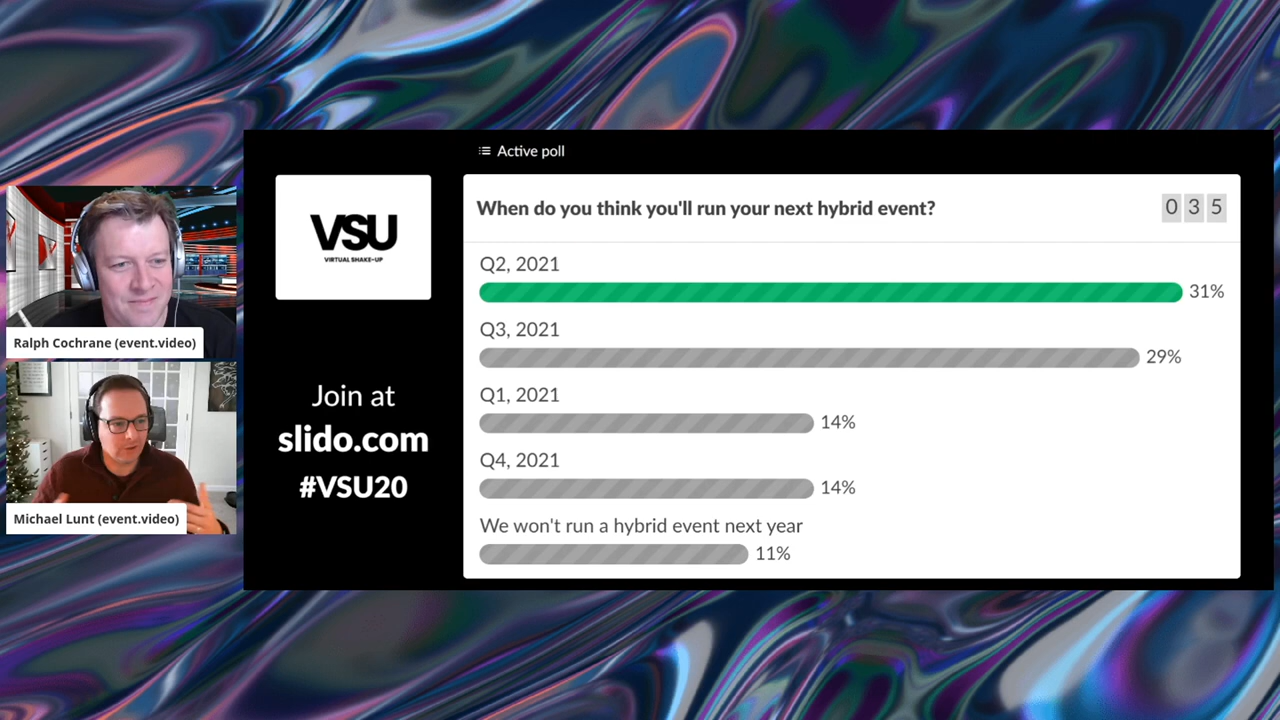 Active poll
VSU
VIRTUAL SHAKE-UP
When do you think you'll run your next hybrid event?
0 3 5
Q2, 2021
31%
Q3, 2021
29%
Q1, 2021
14%
Q4, 2021
14%
We won't run a hybrid event next year
11%
Join at
slido.com
#VSU20
Ralph Cochrane (event.video)
Michael Lunt (event.video)